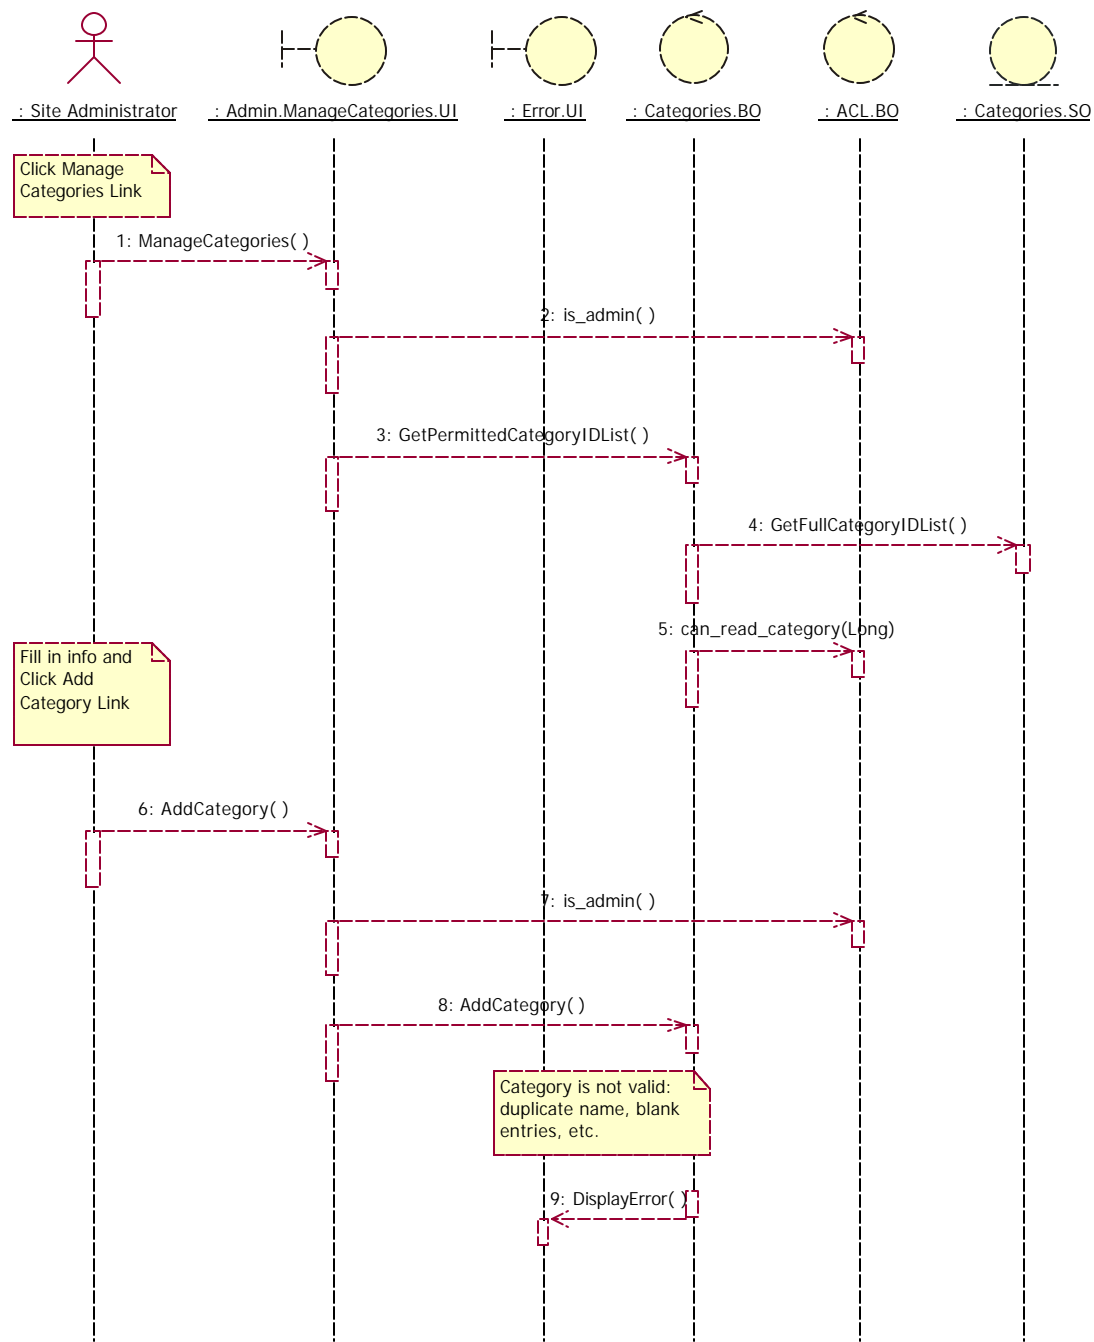 : Site Administrator
: Admin.ManageCategories.UI
: Error.UI
: Categories.BO
: ACL.BO
: Categories.SO
Click Manage
Categories Link
1: ManageCategories( )
2: is_admin( )
3: GetPermittedCategoryIDList( )
4: GetFullCategoryIDList( )
5: can_read_category(Long)
Fill in info and
Click Add
Category Link
6: AddCategory( )
7: is_admin( )
8: AddCategory( )
Category is not valid:
duplicate name, blank
entries, etc.
9: DisplayError( )